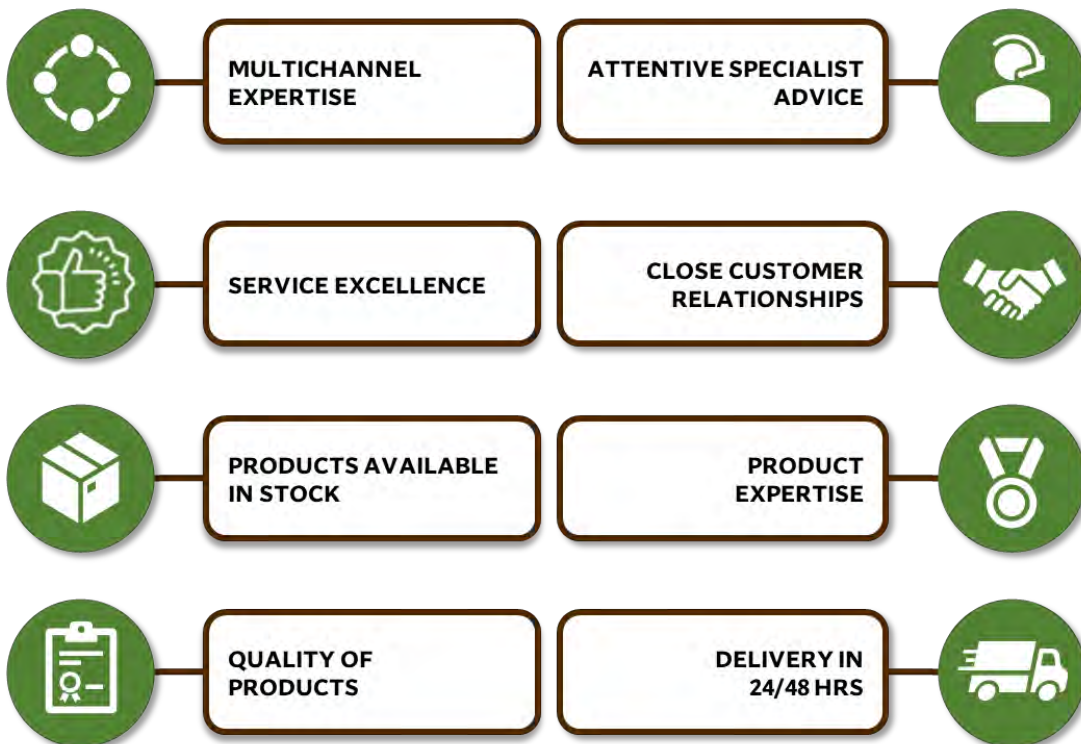 MULTICHANNEL
EXPERTISE
ATTENTIVE SPECIALIST
ADVICE
SERVICE EXCELLENCE
CLOSE CUSTOMER
RELATIONSHIPS
PRODUCTS AVAILABLE
IN STOCK
PRODUCT
EXPERTISE
QUALITY OF
PRODUCTS
DELIVERY IN
24/48 HRS